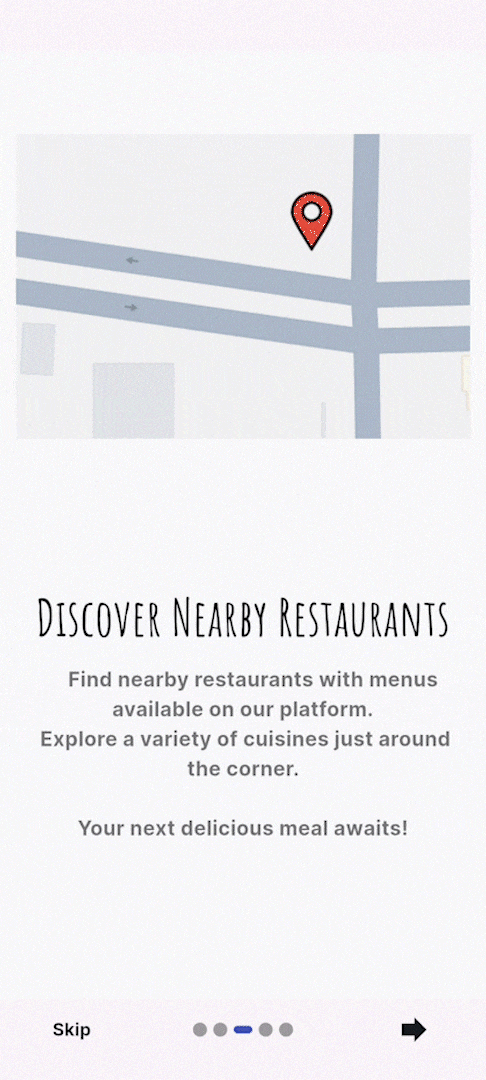 Discover Nearby Restaurants
Find nearby restaurants with menus
available on our platform.
Explore a variety of cuisines just around
the corner.
Your next delicious meal awaits!
Skip